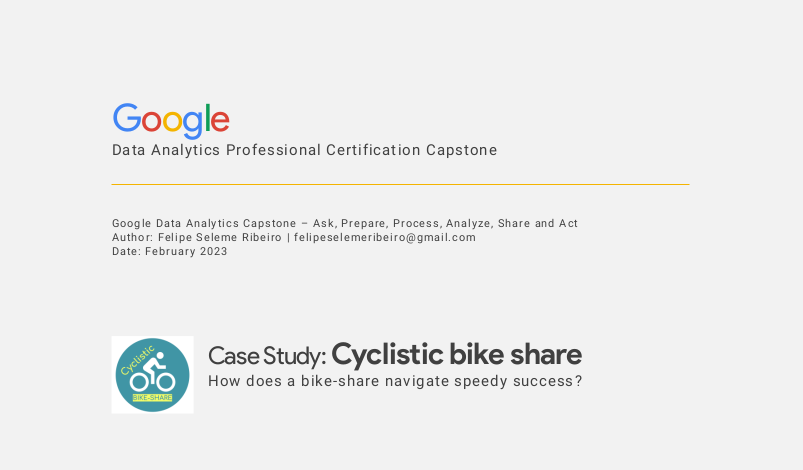 Google
Data Analytics Professional Certification Capstone
Google Data Analytics Capstone – Ask, Prepare, Process, Analyze, Share and Act
Author: Felipe Seleme Ribeiro | felipeselemeribeiro@gmail.com
Date: February 2023
Cyclistic
BIKE-SHARE
Case Study: Cyclistic bike share
How does a bike-share navigate speedy success?